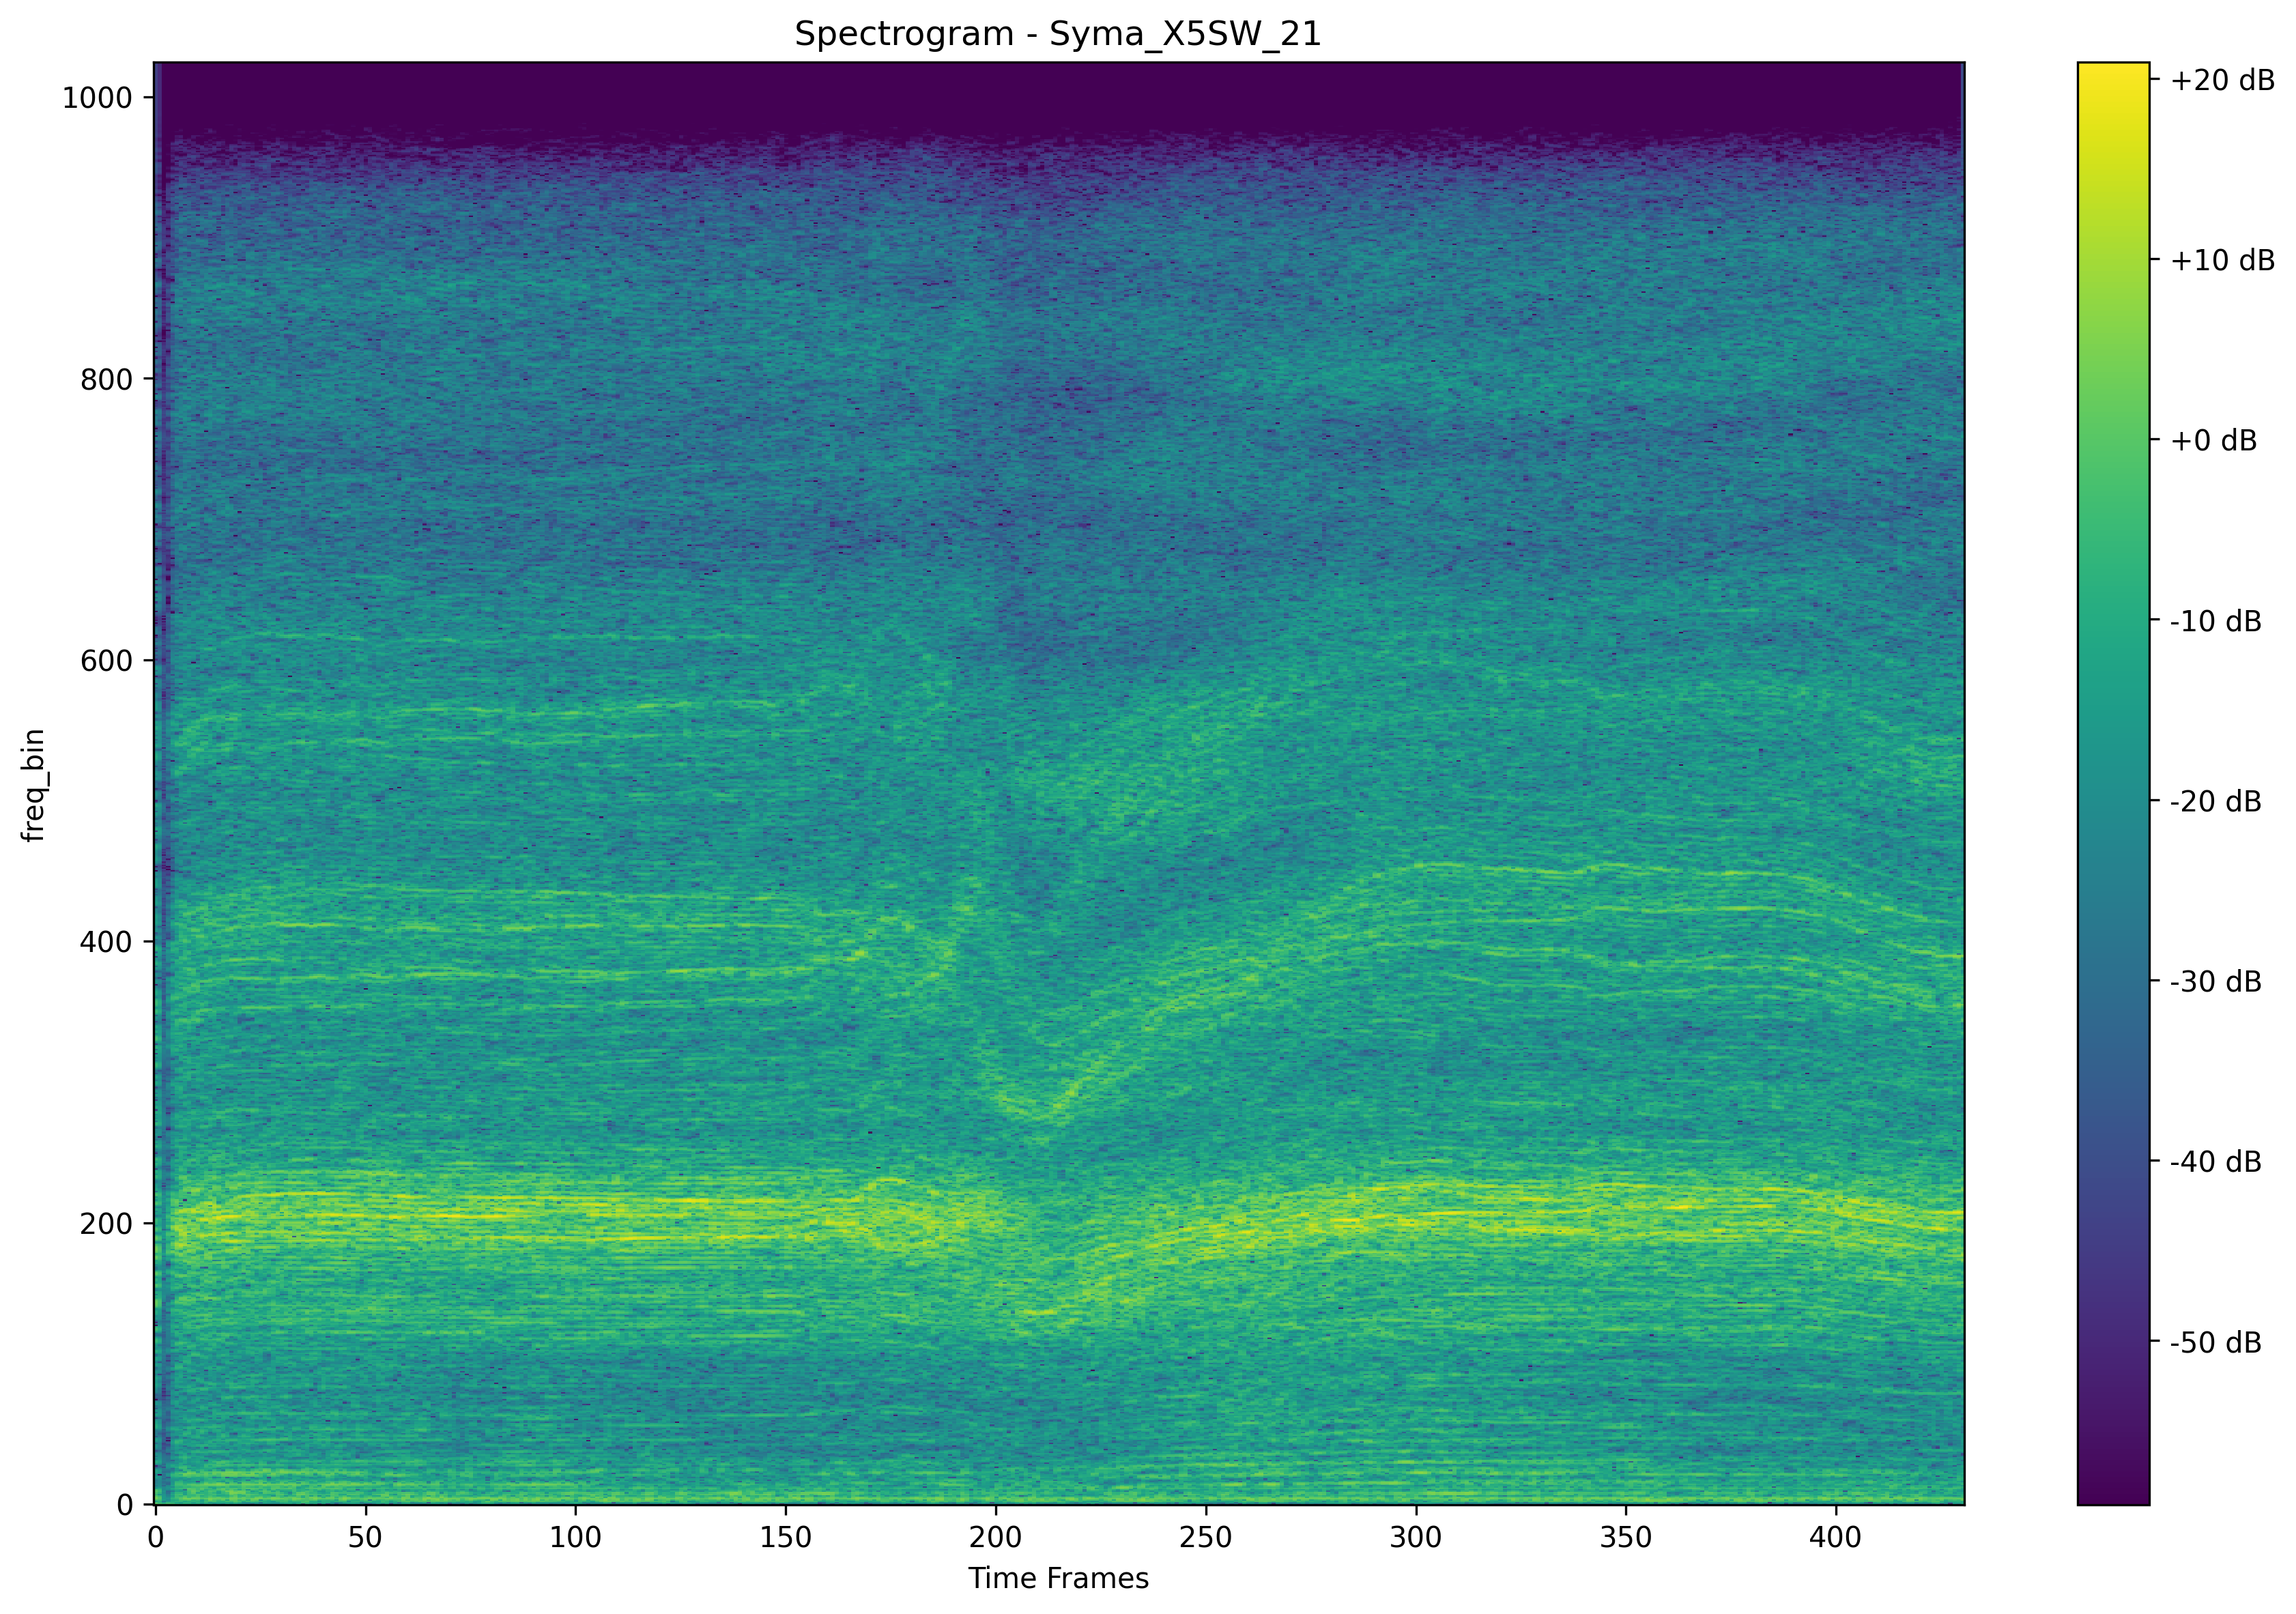 Spectrogram - Syma_X5SW_21
freq_bin
1000
800
600
400
200
0
0 50 100 150 200 250 300 350 400
Time Frames
+20 dB
+10 dB
+0 dB
-10 dB
-20 dB
-30 dB
-40 dB
-50 dB